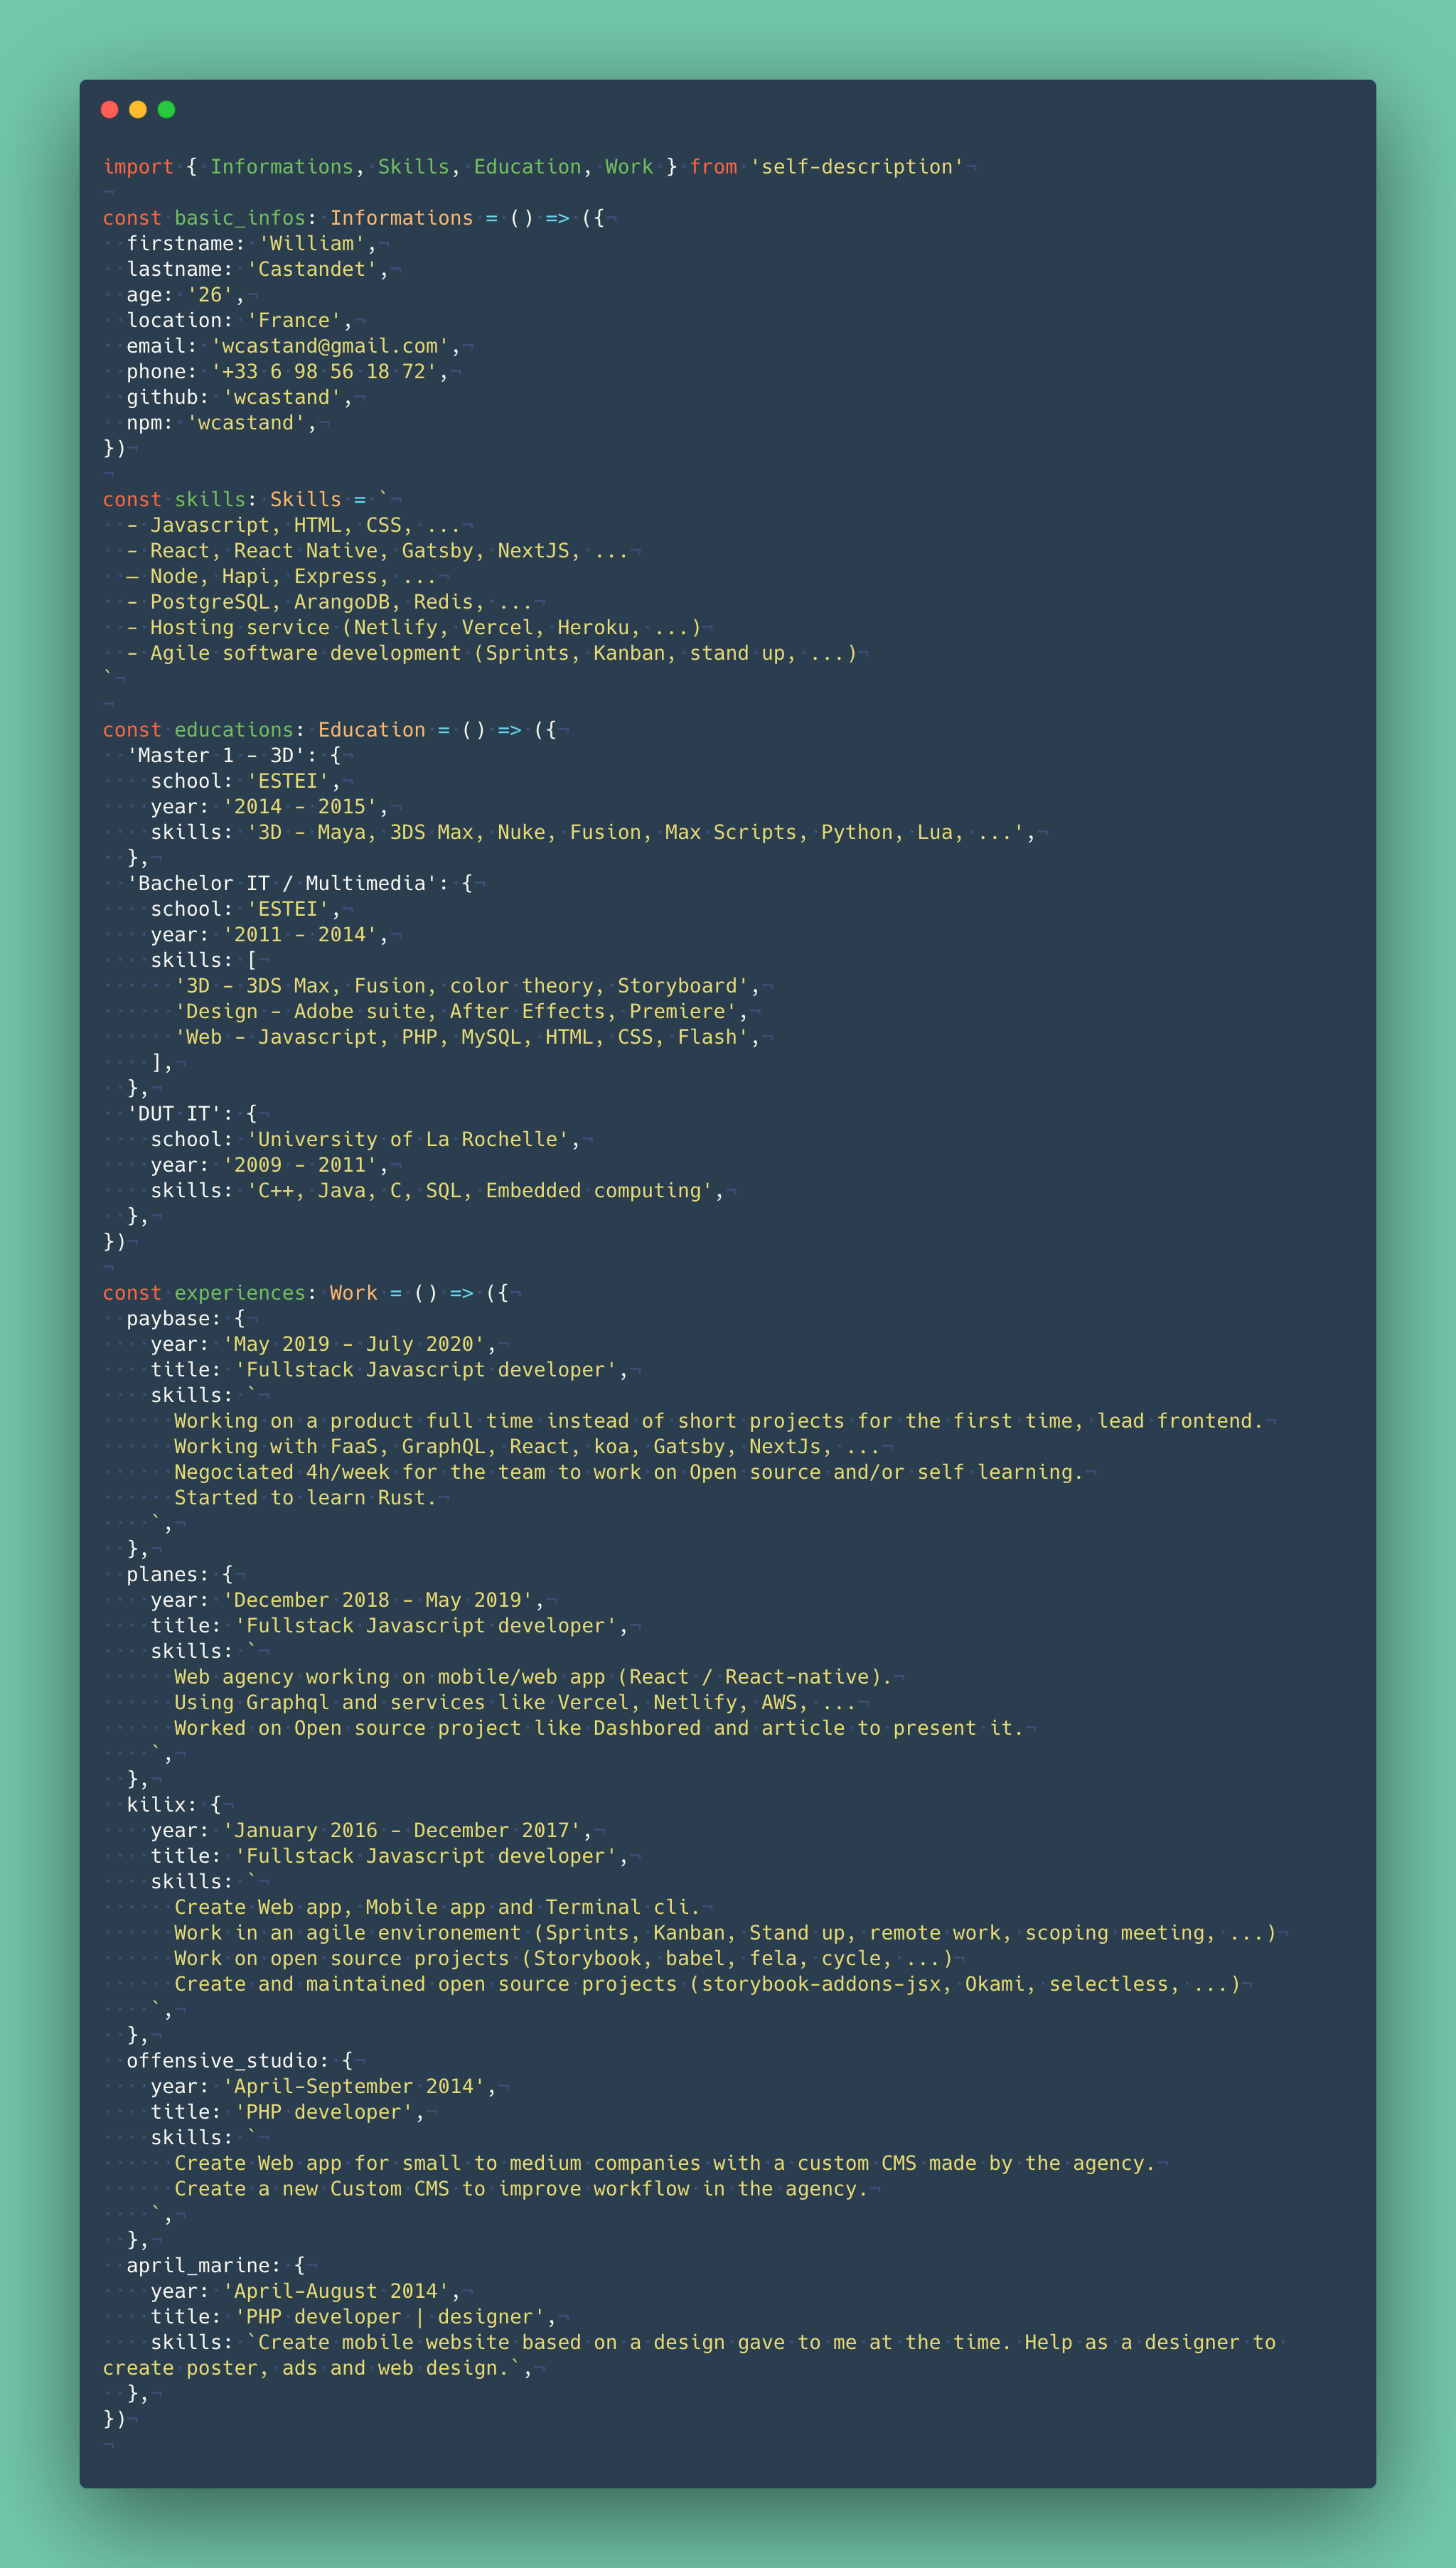 import { Informations, Skills, Education, Work } from 'self-description'

const basic_infos: Informations = () => ({
  firstname: 'William',
  lastname: 'Castandet',
  age: '26',
  location: 'France',
  email: 'wcastand@gmail.com',
  phone: '+33 6 98 56 18 72',
  github: 'wcastand',
  npm: 'wcastand',
})

const skills: Skills = `
  - Javascript, HTML, CSS, ...
  - React, React Native, Gatsby, NextJS, ...
  – Node, Hapi, Express, ...
  - PostgreSQL, ArangoDB, Redis, ...
  - Hosting service (Netlify, Vercel, Heroku, ...)
  - Agile software development (Sprints, Kanban, stand up, ...)
`

const educations: Education = () => ({
  'Master 1 - 3D': {
    school: 'ESTEI',
    year: '2014 - 2015',
    skills: '3D - Maya, 3DS Max, Nuke, Fusion, Max Scripts, Python, Lua, ...',
  },
  'Bachelor IT / Multimedia': {
    school: 'ESTEI',
    year: '2011 - 2014',
    skills: [
      '3D - 3DS Max, Fusion, color theory, Storyboard',
      'Design - Adobe suite, After Effects, Premiere',
      'Web - Javascript, PHP, MySQL, HTML, CSS, Flash',
    ],
  },
  'DUT IT': {
    school: 'University of La Rochelle',
    year: '2009 - 2011',
    skills: 'C++, Java, C, SQL, Embedded computing',
  },
})

const experiences: Work = () => ({
  paybase: {
    year: 'May 2019 - July 2020',
    title: 'Fullstack Javascript developer',
    skills: `
      Working on a product full time instead of short projects for the first time, lead frontend.
      Working with FaaS, GraphQL, React, koa, Gatsby, NextJs, ...
      Negociated 4h/week for the team to work on Open source and/or self learning.
      Started to learn Rust.
    `,
  },
  planes: {
    year: 'December 2018 - May 2019',
    title: 'Fullstack Javascript developer',
    skills: `
      Web agency working on mobile/web app (React / React-native).
      Using Graphql and services like Vercel, Netlify, AWS, ...
      Worked on Open source project like Dashbored and article to present it.
    `,
  },
  kilix: {
    year: 'January 2016 - December 2017',
    title: 'Fullstack Javascript developer',
    skills: `
      Create Web app, Mobile app and Terminal cli.
      Work in an agile environement (Sprints, Kanban, Stand up, remote work, scoping meeting, ...)
      Work on open source projects (Storybook, babel, fela, cycle, ...)
      Create and maintained open source projects (storybook-addons-jsx, Okami, selectless, ...)
    `,
  },
  offensive_studio: {
    year: 'April-September 2014',
    title: 'PHP developer',
    skills: `
      Create Web app for small to medium companies with a custom CMS made by the agency.
      Create a new Custom CMS to improve workflow in the agency.
    `,
  },
  april_marine: {
    year: 'April-August 2014',
    title: 'PHP developer | designer',
    skills: `Create mobile website based on a design gave to me at the time. Help as a designer to
create poster, ads and web design.`,
  },
})